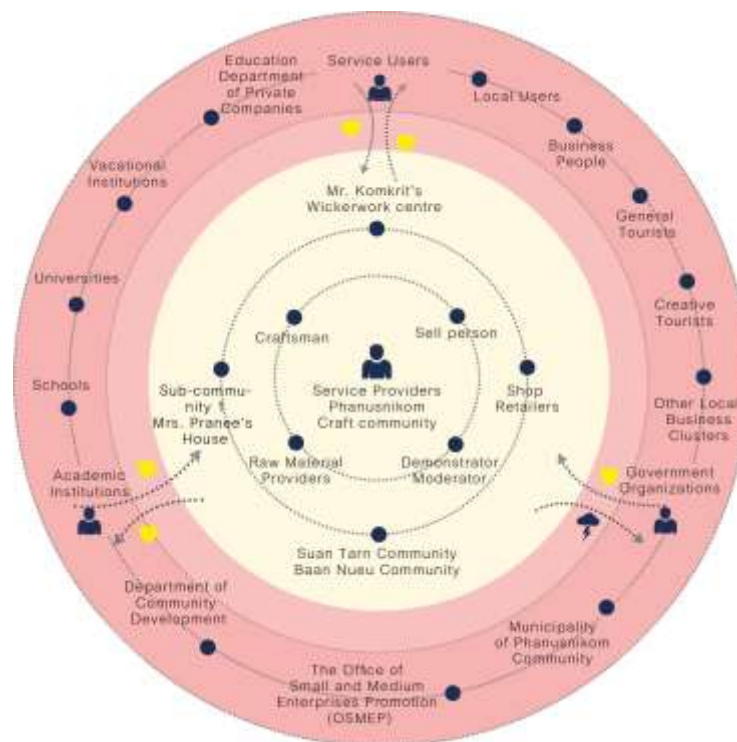 Education
Department
of Private
Companies
Service Users
Local Users
Business
People
General
Tourists
Creative
Tourists
Other Local
Business
Clusters
Government
Organizations
Municipality
of Phanusnikom
Community
The Office of
Small and Medium
Enterprises Promotion
(OSMEP)
Department of
Community
Development
Academic
Institutions
Schools
Universities
Vacational
Institutions
Mr. Komkrit's
Wickerwork centre
Craftsman
Sell person
Service Providers
Phanusnikom
Craft community
Sub-commu-
nity
Mrs. Pranee's
House
Shop
Retailers
Raw Material
Providers
Demonstrator
Moderator
Suan Tarn Community
Baan Nueu Community